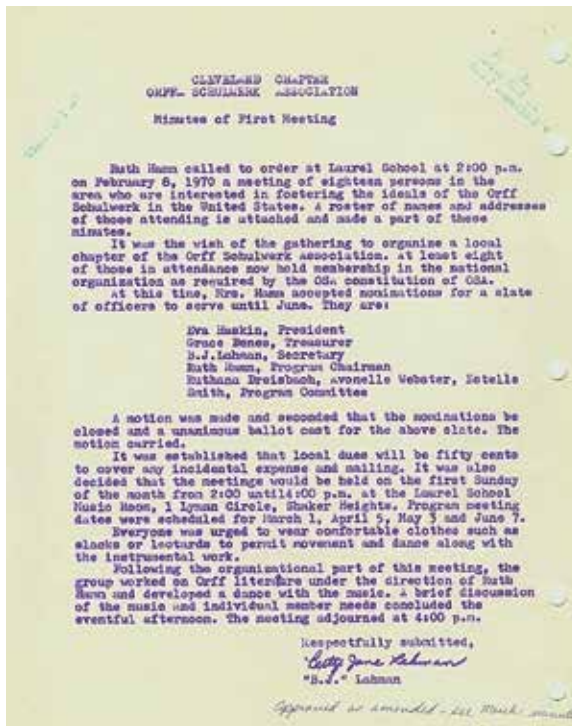 CLEVELAND CHAPTER
ORFF SCHULWERK ASSOCIATION
Minutes of First Meeting
Ruth Hamm called to order at Laurel School at 2:00 p.m.
on February 8, 1970 a meeting of eighteen persons in the
area who are interested in fostering the ideals of the Orff
Schulwerk in the United States. A roster of names and addresses
of those attending is attached and made a part of these
minutes.
It was the wish of the gathering to organize a local
chapter of the Orff Schulwerk Association. At least eight
of those in attendance now hold membership in the national
organization as required by the OSA constitution of OSA.
At this time, Mrs. Hamm accepted nominations for a slate
of officers to serve until June. They are:
Eva Haskin, President
Grace Benes, Treasurer
B.J.Lahman, Secretary
Ruth Hamm, Program Chairman
Ruthana Dreisbach, Avonelle Webster, Estelle
Smith, Program Committee
A motion was made and seconded that the nominations be
closed and a unanimous ballot cast for the above slate. The
motion carried.
It was established that local dues will be fifty cents
to cover any incidental expense and mailing. It was also
decided that the meetings would be held on the first Sunday
of the month from 2:00 until4:00 p.m. at the Laurel School
Music Room, 1 Lyman Circle, Shaker Heights. Program meeting
dates were scheduled for March 1, April 5, May 3 and June 7.
Everyone was urged to wear comfortable clothes such as
slacks or leotards to permit movement and dance along with
the instrumental work.
Following the organizational part of this meeting, the
group worked on Orff literature under the direction of Ruth
Hamm and developed a dance with the music. A brief discussion
of the music and individual member needs concluded the
eventful afternoon. The meeting adjourned at 4:00 p.m.
Respectfully submitted,
Betty Jane Lahman
"B.J." Lahman
Approved as amended - see March minutes